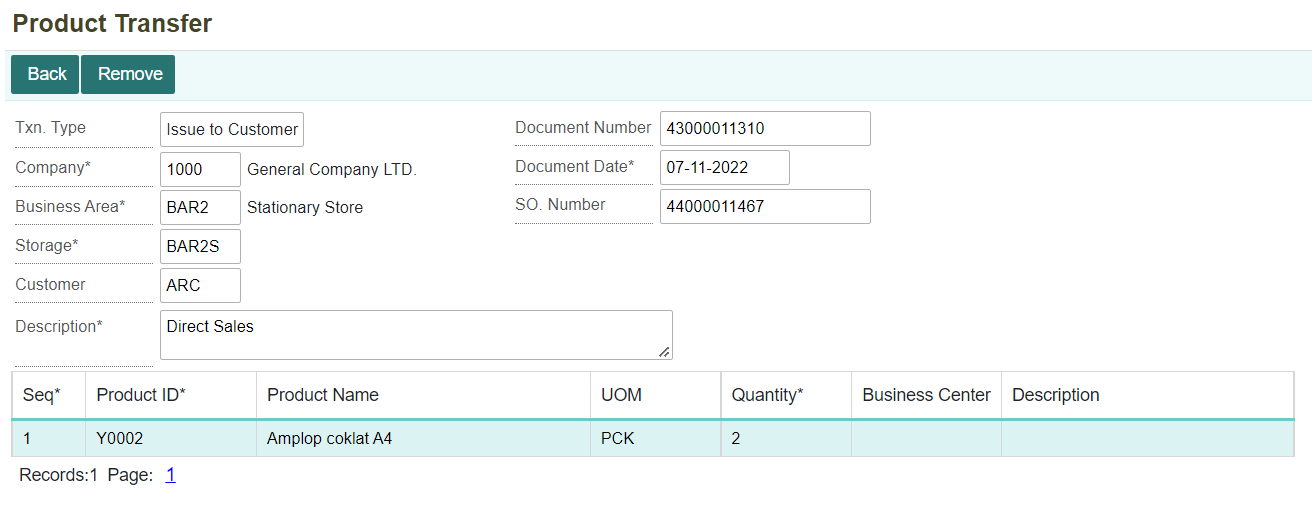 Product Transfer
Back Remove
Txn. Type Issue to Customer Document Number 43000011310
Company* 1000 General Company LTD. Document Date* 07-11-2022
Business Area* BAR2 Stationary Store SO. Number 44000011467
Storage* BAR2S
Customer ARC
Description* Direct Sales
Seq* Product ID* Product Name UOM Quantity* Business Center Description
1 Y0002 Amplop coklat A4 PCK 2
Records:1 Page: 1